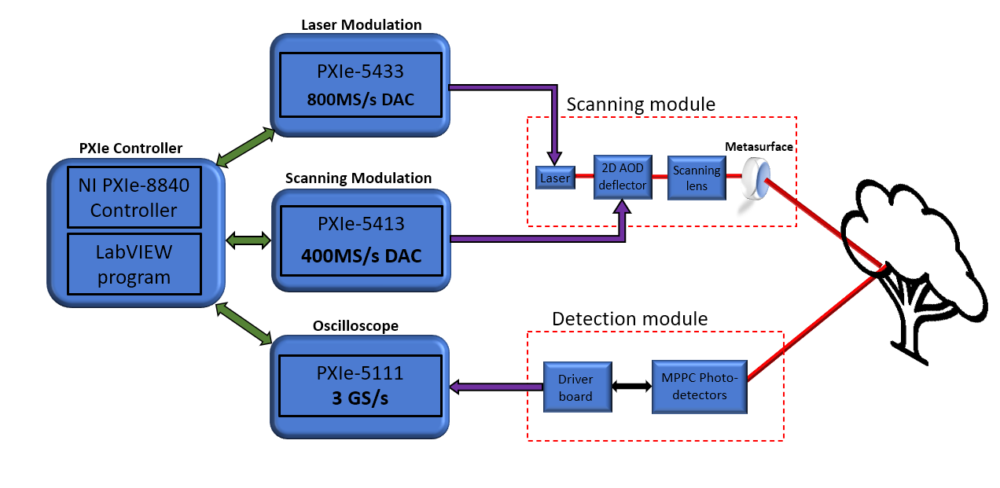 Laser Modulation
PXIe-5433
800MS/s DAC
Scanning module
PXIe Controller
NI PXIe-8840
Controller
LabVIEW
program
Scanning Modulation
PXIe-5413
400MS/s DAC
Laser
2D AOD
deflector
Scanning
lens
Metasurface
Oscilloscope
PXIe-5111
3 GS/s
Detection module
Driver
board
MPPC Photo-
detectors